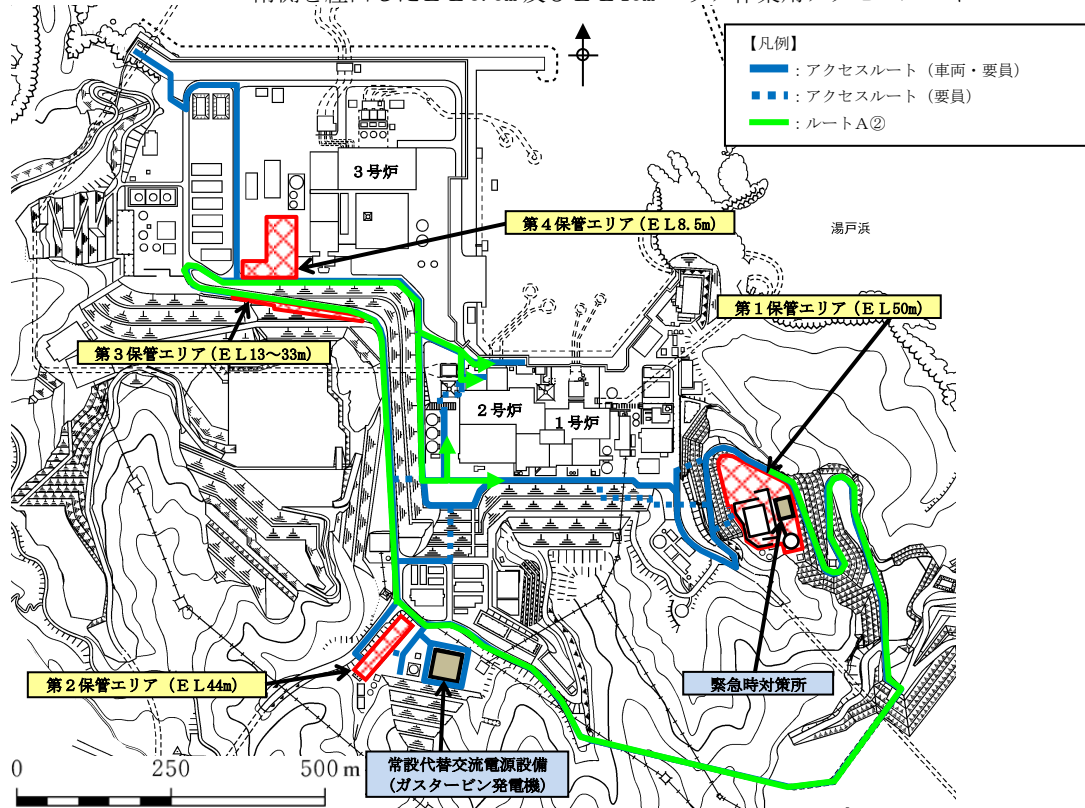 【凡例】
：アクセスルート（車両・要員）
：アクセスルート（要員）
：ルートＡ②
３号炉
第４保管エリア（ＥＬ8.5m）
湯戸浜
第１保管エリア（ＥＬ50m）
第３保管エリア（ＥＬ13～33m）
２号炉
１号炉
第２保管エリア（ＥＬ44m）
緊急時対策所
常設代替交流電源設備
（ガスタービン発電機）
0 250 500 m